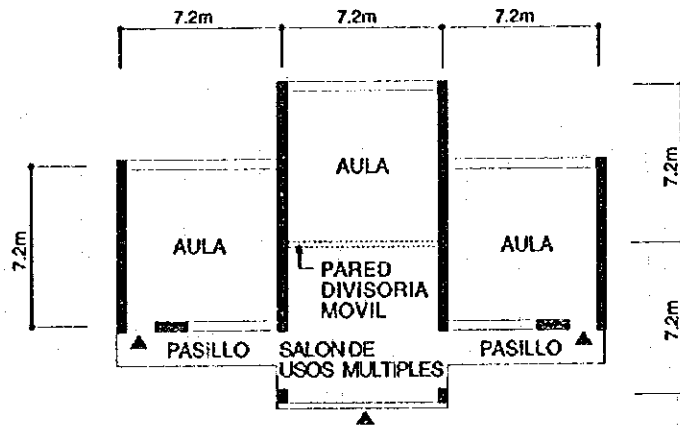 7.2m
7.2m
7.2m
AULA
7.2m
7.2m
AULA
AULA
PARED
DIVISORIA
MOVIL
7.2m
PASILLO
SALON DE
USOS MULTIPLES
PASILLO